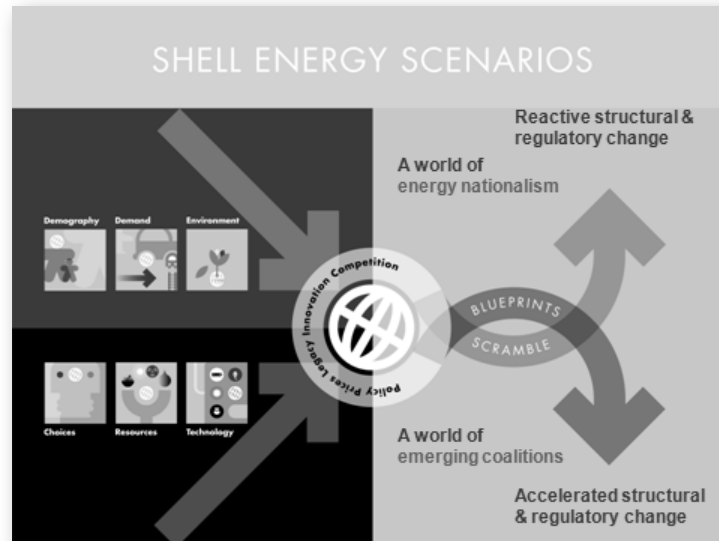 SHELL ENERGY SCENARIOS
Reactive structural &
regulatory change
A world of
energy nationalism
Demography Demand Environment
Policy Prices Legacy Innovation Competition
BLUEPRINTS
SCRAMBLE
Choices Resources Technology
A world of
emerging coalitions
Accelerated structural
& regulatory change